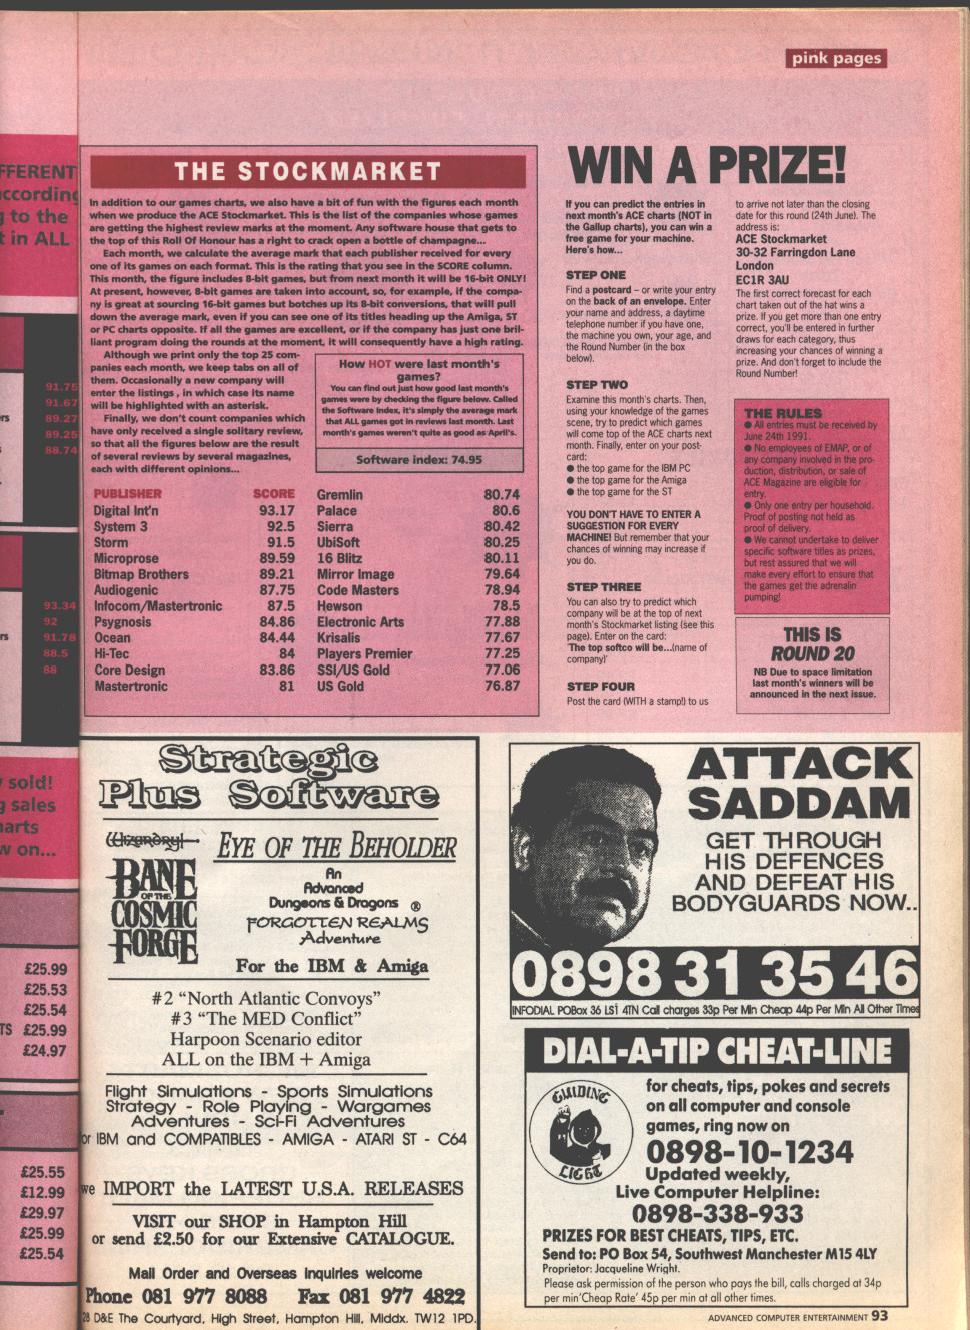 pink pages
FFERENT
ccording
g to the
t in ALL
91.75
91.67
rs 89.27
89.25
88.74
93.34
92
rs 91.78
88.5
88
sold!
g sales
harts
w on...
£25.99
£25.53
£25.54
TS £25.99
£24.97
£25.55
£12.99
£29.97
£25.99
£25.54
THE STOCKMARKET
In addition to our games charts, we also have a bit of fun with the figures each month
when we produce the ACE Stockmarket. This is the list of the companies whose games
are getting the highest review marks at the moment. Any software house that gets to
the top of this Roll Of Honour has a right to crack open a bottle of champagne...
Each month, we calculate the average mark that each publisher received for every
one of its games on each format. This is the rating that you see in the SCORE column.
This month, the figure includes 8-bit games, but from next month it will be 16-bit ONLY!
At present, however, 8-bit games are taken into account, so, for example, if the compa-
ny is great at sourcing 16-bit games but botches up its 8-bit conversions, that will pull
down the average mark, even if you can see one of its titles heading up the Amiga, ST
or PC charts opposite. If all the games are excellent, or if the company has just one bril-
liant program doing the rounds at the moment, it will consequently have a high rating.
Although we print only the top 25 com-
panies each month, we keep tabs on all of
them. Occasionally a new company will
enter the listings , in which case its name
will be highlighted with an asterisk.
Finally, we don't count companies which
have only received a single solitary review,
so that all the figures below are the result
of several reviews by several magazines,
each with different opinions...
How HOT were last month's
games?
You can find out just how good last month's
games were by checking the figure below. Called
the Software Index, it's simply the average mark
that ALL games got in reviews last month. Last
month's games weren't quite as good as April's.
Software index: 74.95
PUBLISHER SCORE
Digital Int'n 93.17
System 3 92.5
Storm 91.5
Microprose 89.59
Bitmap Brothers 89.21
Audiogenic 87.75
Infocom/Mastertronic 87.5
Psygnosis 84.86
Ocean 84.44
Hi-Tec 84
Core Design 83.86
Mastertronic 81
Gremlin 80.74
Palace 80.6
Sierra 80.42
UbiSoft 80.25
16 Blitz 80.11
Mirror Image 79.64
Code Masters 78.94
Hewson 78.5
Electronic Arts 77.88
Krisalis 77.67
Players Premier 77.25
SSI/US Gold 77.06
US Gold 76.87
WIN A PRIZE!
If you can predict the entries in
next month's ACE charts (NOT in
the Gallup charts), you can win a
free game for your machine.
Here's how...
STEP ONE
Find a postcard – or write your entry
on the back of an envelope. Enter
your name and address, a daytime
telephone number if you have one,
the machine you own, your age, and
the Round Number (in the box
below).
STEP TWO
Examine this month's charts. Then,
using your knowledge of the games
scene, try to predict which games
will come top of the ACE charts next
month. Finally, enter on your post-
card:
● the top game for the IBM PC
● the top game for the Amiga
● the top game for the ST
YOU DON'T HAVE TO ENTER A
SUGGESTION FOR EVERY
MACHINE! But remember that your
chances of winning may increase if
you do.
STEP THREE
You can also try to predict which
company will be at the top of next
month's Stockmarket listing (see this
page). Enter on the card:
'The top softco will be...(name of
company)'
STEP FOUR
Post the card (WITH a stamp!) to us
to arrive not later than the closing
date for this round (24th June). The
address is:
ACE Stockmarket
30-32 Farringdon Lane
London
EC1R 3AU
The first correct forecast for each
chart taken out of the hat wins a
prize. If you get more than one entry
correct, you'll be entered in further
draws for each category, thus
increasing your chances of winning a
prize. And don't forget to include the
Round Number!
THE RULES
● All entries must be received by
June 24th 1991.
● No employees of EMAP, or of
any company involved in the pro-
duction, distribution, or sale of
ACE Magazine are eligible for
entry.
● Only one entry per household.
Proof of posting not held as
proof of delivery.
● We cannot undertake to deliver
specific software titles as prizes,
but rest assured that we will
make every effort to ensure that
the games get the adrenalin
pumping!
THIS IS
ROUND 20
NB Due to space limitation
last month's winners will be
announced in the next issue.
Strategic
Plus Software
Wizardry
BANE
OF THE
COSMIC
FORGE
EYE OF THE BEHOLDER
An
Advanced
Dungeons & Dragons ®
FORGOTTEN REALMS
Adventure
For the IBM & Amiga
#2 “North Atlantic Convoys”
#3 “The MED Conflict”
Harpoon Scenario editor
ALL on the IBM + Amiga
Flight Simulations - Sports Simulations
Strategy - Role Playing - Wargames
Adventures - Sci-Fi Adventures
or IBM and COMPATIBLES - AMIGA - ATARI ST - C64
we IMPORT the LATEST U.S.A. RELEASES
VISIT our SHOP in Hampton Hill
or send £2.50 for our Extensive CATALOGUE.
Mail Order and Overseas inquiries welcome
Phone 081 977 8088 Fax 081 977 4822
28 D&E The Courtyard, High Street, Hampton Hill, Middx. TW12 1PD.
ATTACK
SADDAM
GET THROUGH
HIS DEFENCES
AND DEFEAT HIS
BODYGUARDS NOW..
0898 31 35 46
INFODIAL POBox 36 LS1 4TN Call charges 33p Per Min Cheap 44p Per Min All Other Times
DIAL-A-TIP CHEAT-LINE
GUIDING
LIGHT
for cheats, tips, pokes and secrets
on all computer and console
games, ring now on
0898-10-1234
Updated weekly,
Live Computer Helpline:
0898-338-933
PRIZES FOR BEST CHEATS, TIPS, ETC.
Send to: PO Box 54, Southwest Manchester M15 4LY
Proprietor: Jacqueline Wright.
Please ask permission of the person who pays the bill, calls charged at 34p
per min'Cheap Rate' 45p per min at all other times.
ADVANCED COMPUTER ENTERTAINMENT 93